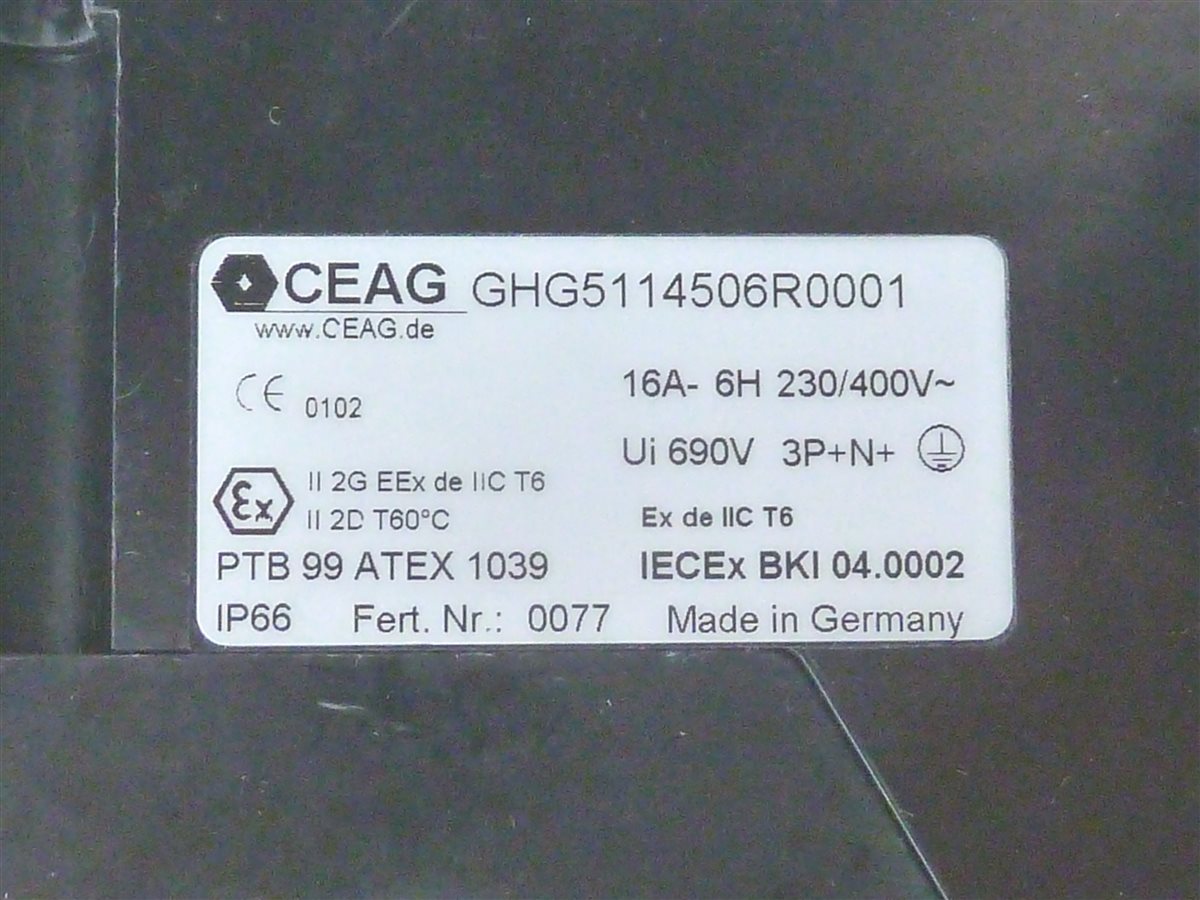 CEAG GHG5114506R0001
www.CEAG.de
CE 0102
16A- 6H 230/400V~
Ui 690V 3P+N+
Ex II 2G EEx de IIC T6
II 2D T60°C
Ex de IIC T6
PTB 99 ATEX 1039
IECEx BKI 04.0002
IP66 Fert. Nr.: 0077 Made in Germany